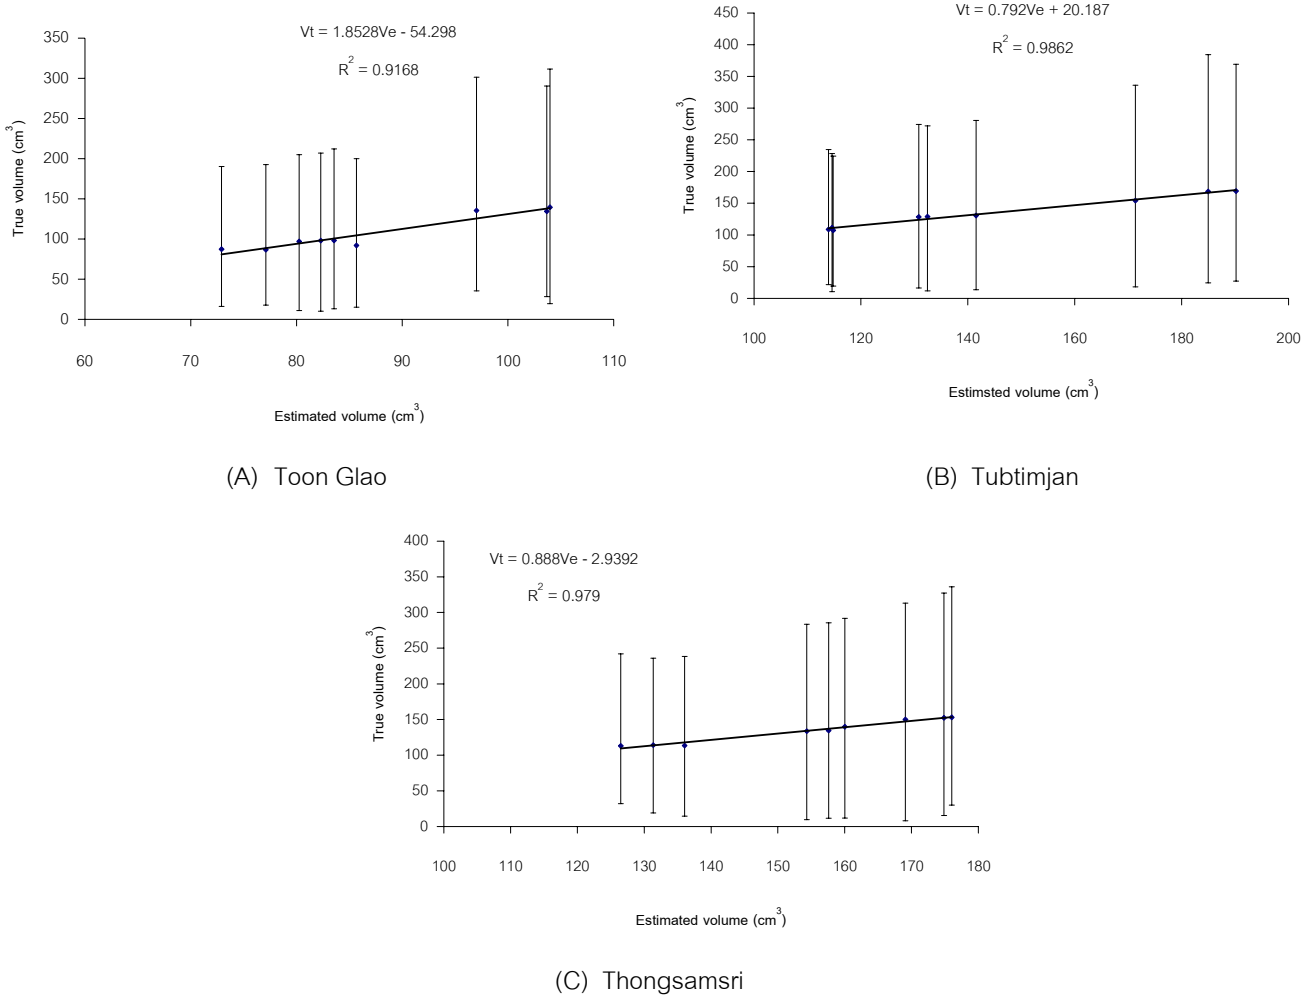 Vt = 1.8528Ve - 54.298
R² = 0.9168
350
300
250
200
150
100
50
0
True volume (cm³)
60 70 80 90 100 110
Estimated volume (cm³)
(A) Toon Glao
Vt = 0.792Ve + 20.187
R² = 0.9862
450
400
350
300
250
200
150
100
50
0
True volume (cm³)
100 120 140 160 180 200
Estimsted volume (cm³)
(B) Tubtimjan
Vt = 0.888Ve - 2.9392
R² = 0.979
400
350
300
250
200
150
100
50
0
True volume (cm³)
100 110 120 130 140 150 160 170 180
Estimated volume (cm³)
(C) Thongsamsri